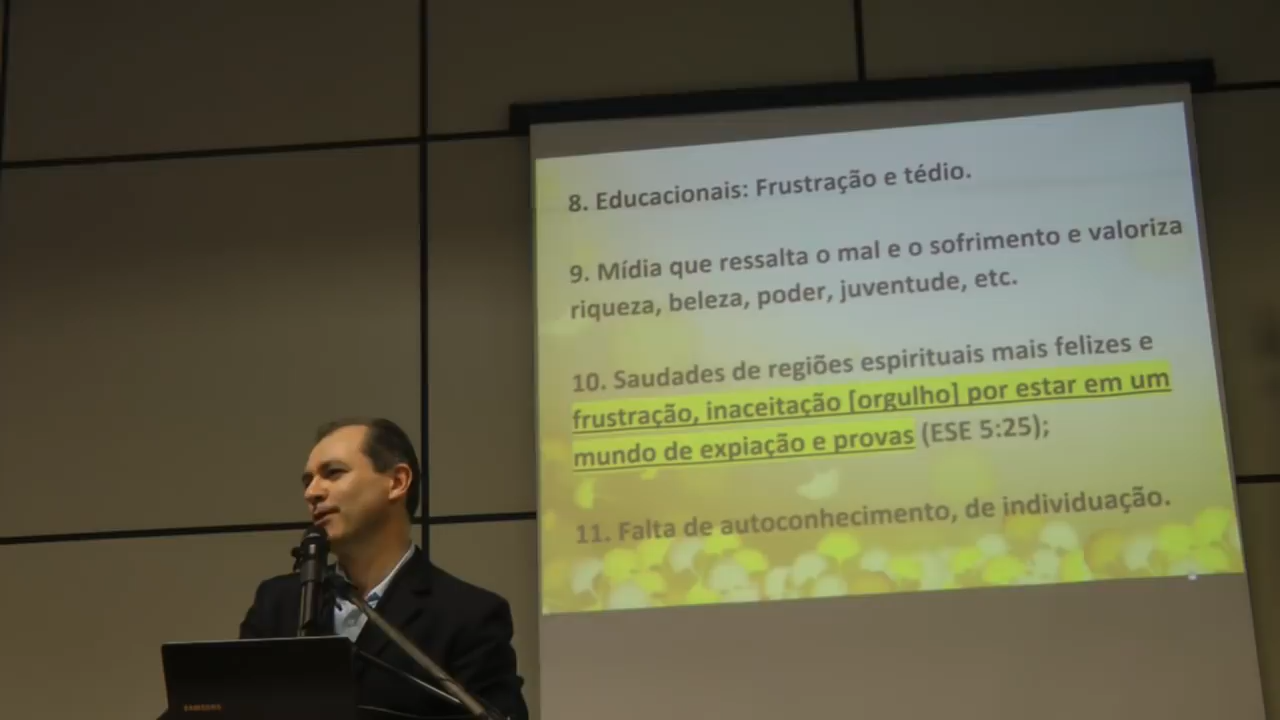 8. Educacionais: Frustração e tédio.
9. Mídia que ressalta o mal e o sofrimento e valoriza
riqueza, beleza, poder, juventude, etc.
10. Saudades de regiões espirituais mais felizes e
frustração, inaceitação [orgulho] por estar em um
mundo de expiação e provas (ESE 5:25);
11. Falta de autoconhecimento, de individuação.
SAMSUNG